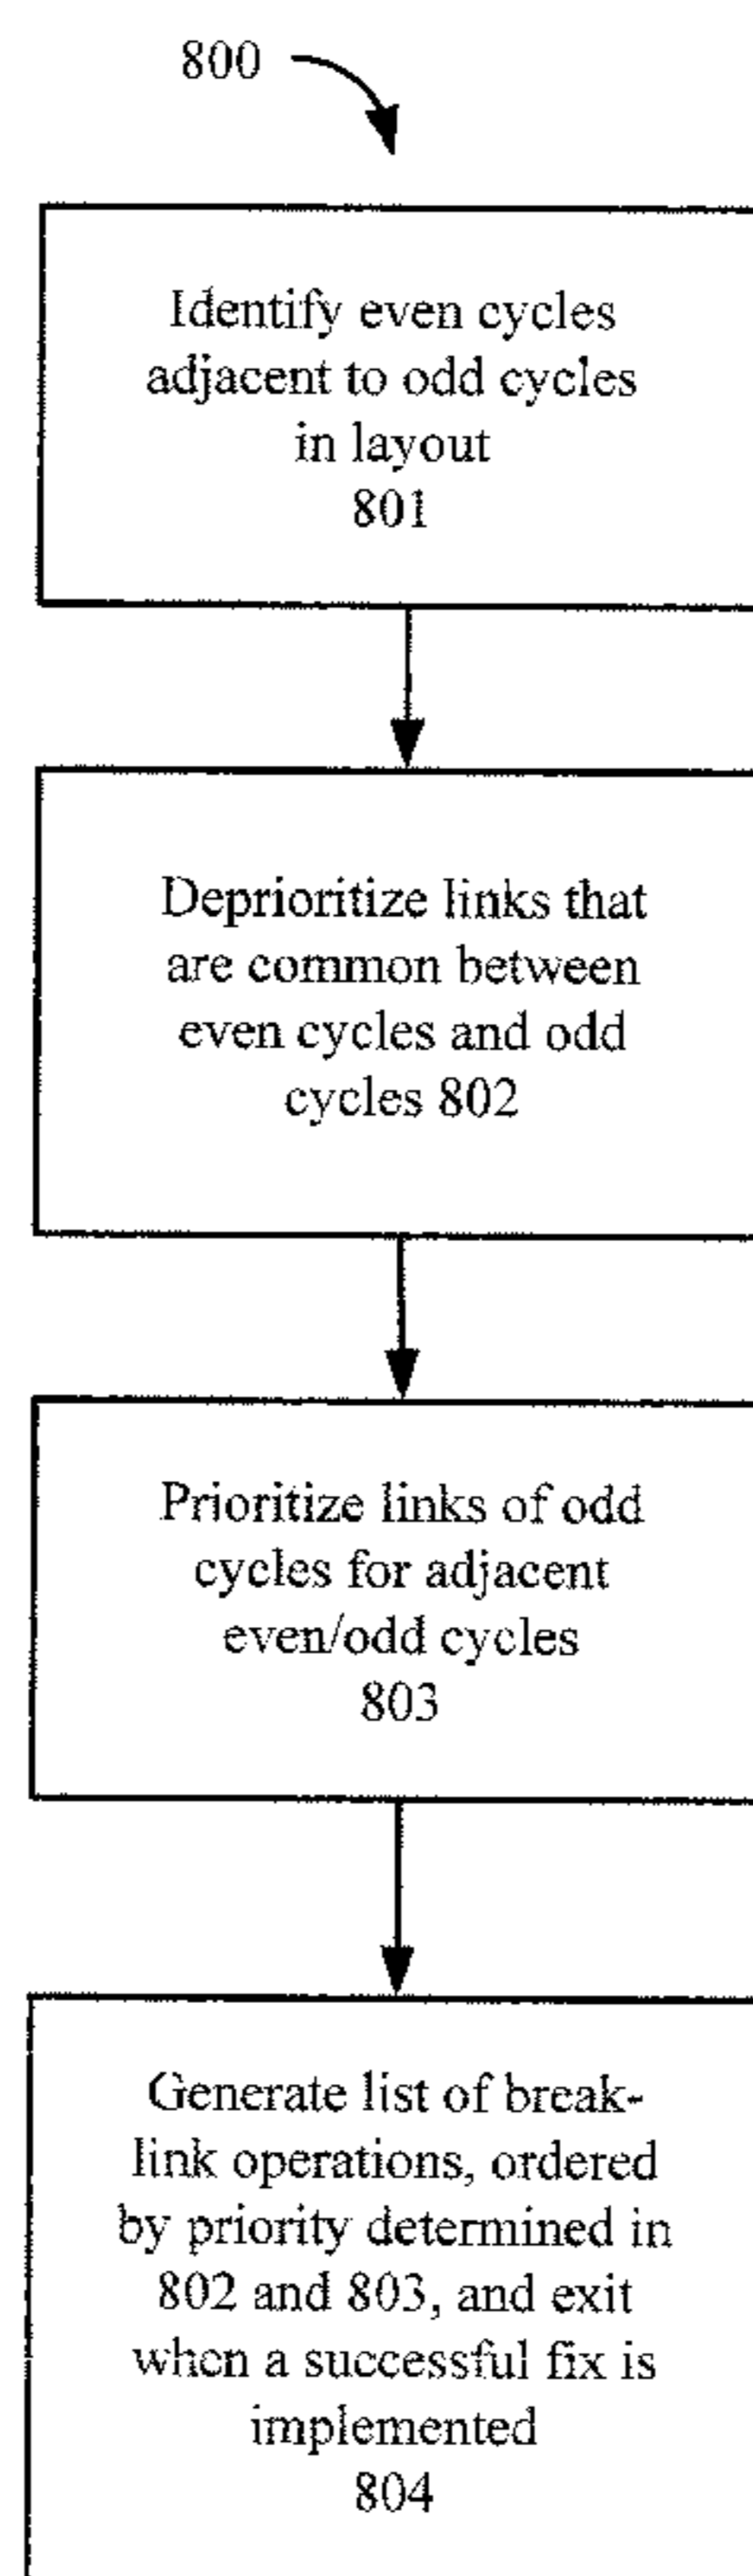 800
Identify even cycles
adjacent to odd cycles
in layout
801
Deprioritize links that
are common between
even cycles and odd
cycles 802
Prioritize links of odd
cycles for adjacent
even/odd cycles
803
Generate list of break-
link operations, ordered
by priority determined in
802 and 803, and exit
when a successful fix is
implemented
804